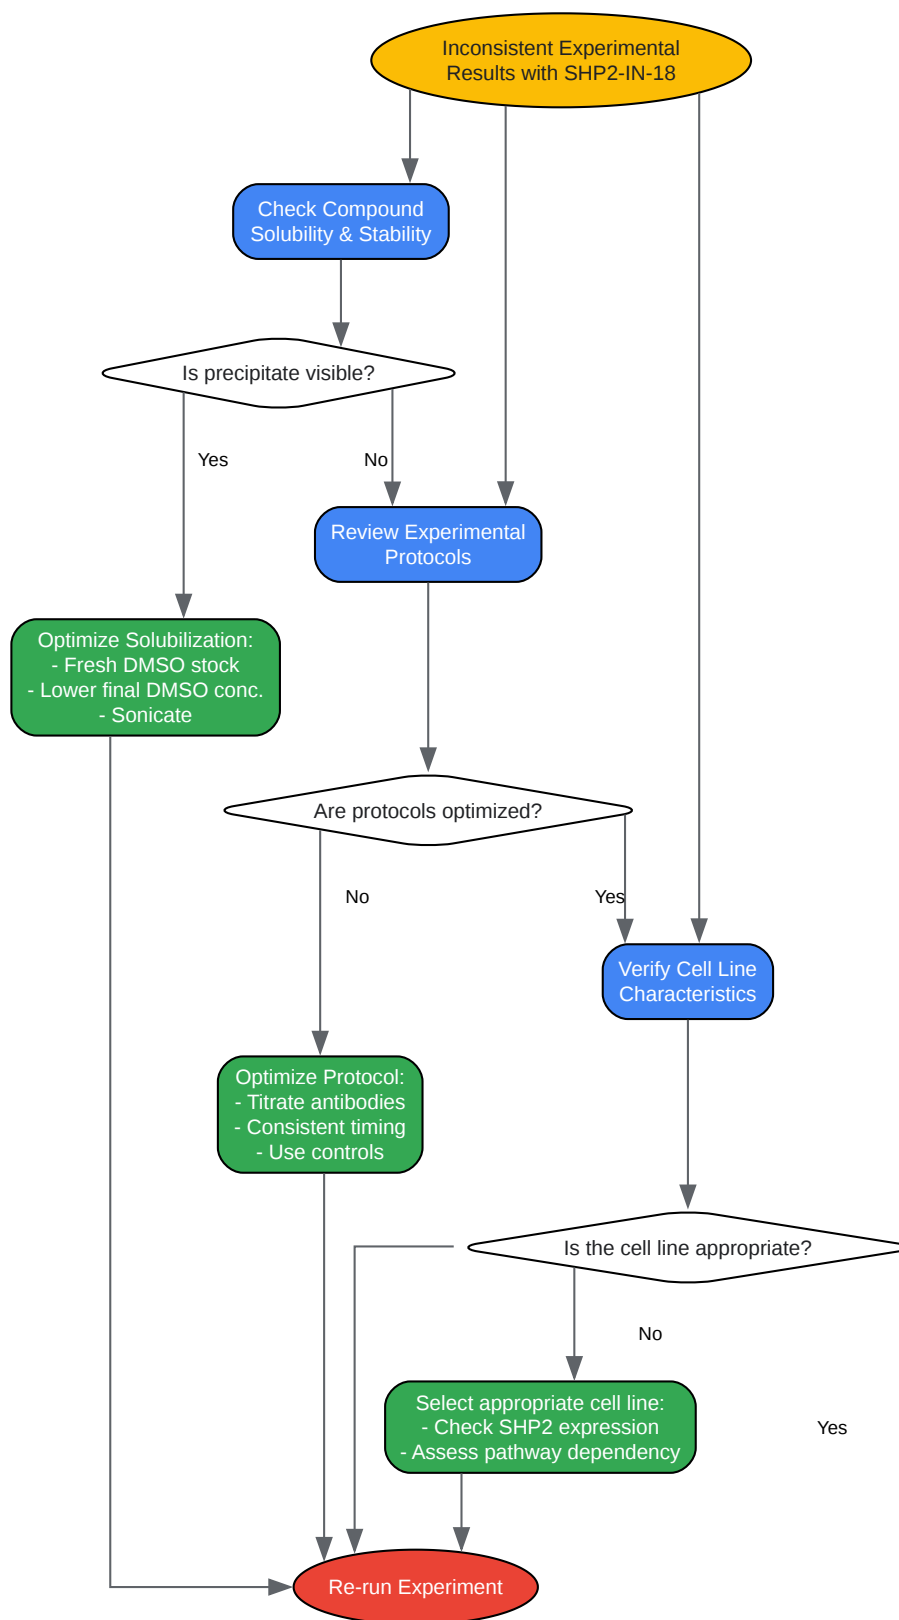 Inconsistent Experimental
Results with SHP2-IN-18
Check Compound
Solubility & Stability
Is precipitate visible?
Yes
No
Review Experimental
Protocols
Optimize Solubilization:
- Fresh DMSO stock
- Lower final DMSO conc.
- Sonicate
Are protocols optimized?
No
Yes
Verify Cell Line
Characteristics
Optimize Protocol:
- Titrate antibodies
- Consistent timing
- Use controls
Is the cell line appropriate?
No
Select appropriate cell line:
- Check SHP2 expression
- Assess pathway dependency
Yes
Re-run Experiment